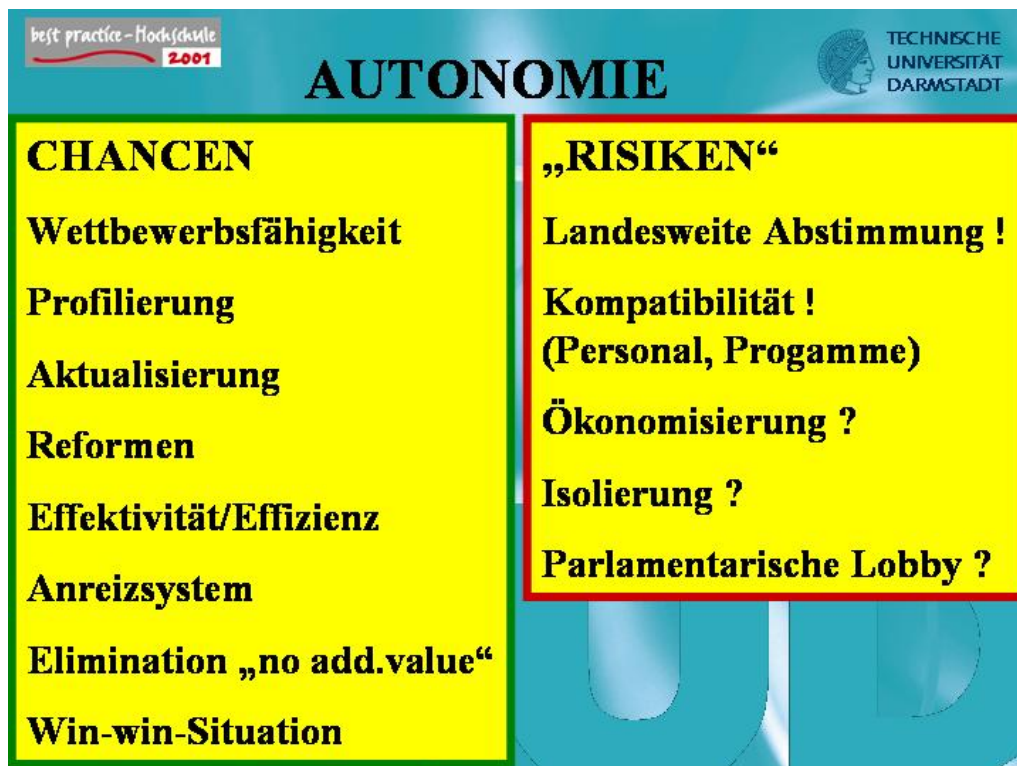 best practice-Hochschule
2001
AUTONOMIE
TECHNISCHE
UNIVERSITÄT
DARMSTADT
CHANCEN
Wettbewerbsfähigkeit
Profilierung
Aktualisierung
Reformen
Effektivität/Effizienz
Anreizsystem
Elimination „no add.value“
Win-win-Situation
„RISIKEN“
Landesweite Abstimmung !
Kompatibilität !
(Personal, Progamme)
Ökonomisierung ?
Isolierung ?
Parlamentarische Lobby ?